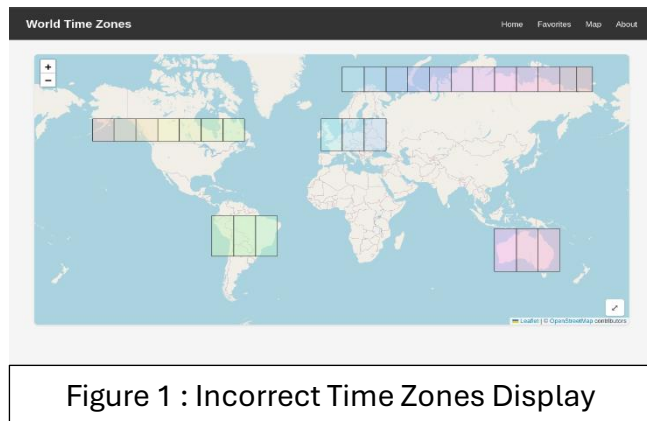 World Time Zones
Home Favorites Map About
+
−
Leaflet | © OpenStreetMap contributors
Figure 1 : Incorrect Time Zones Display